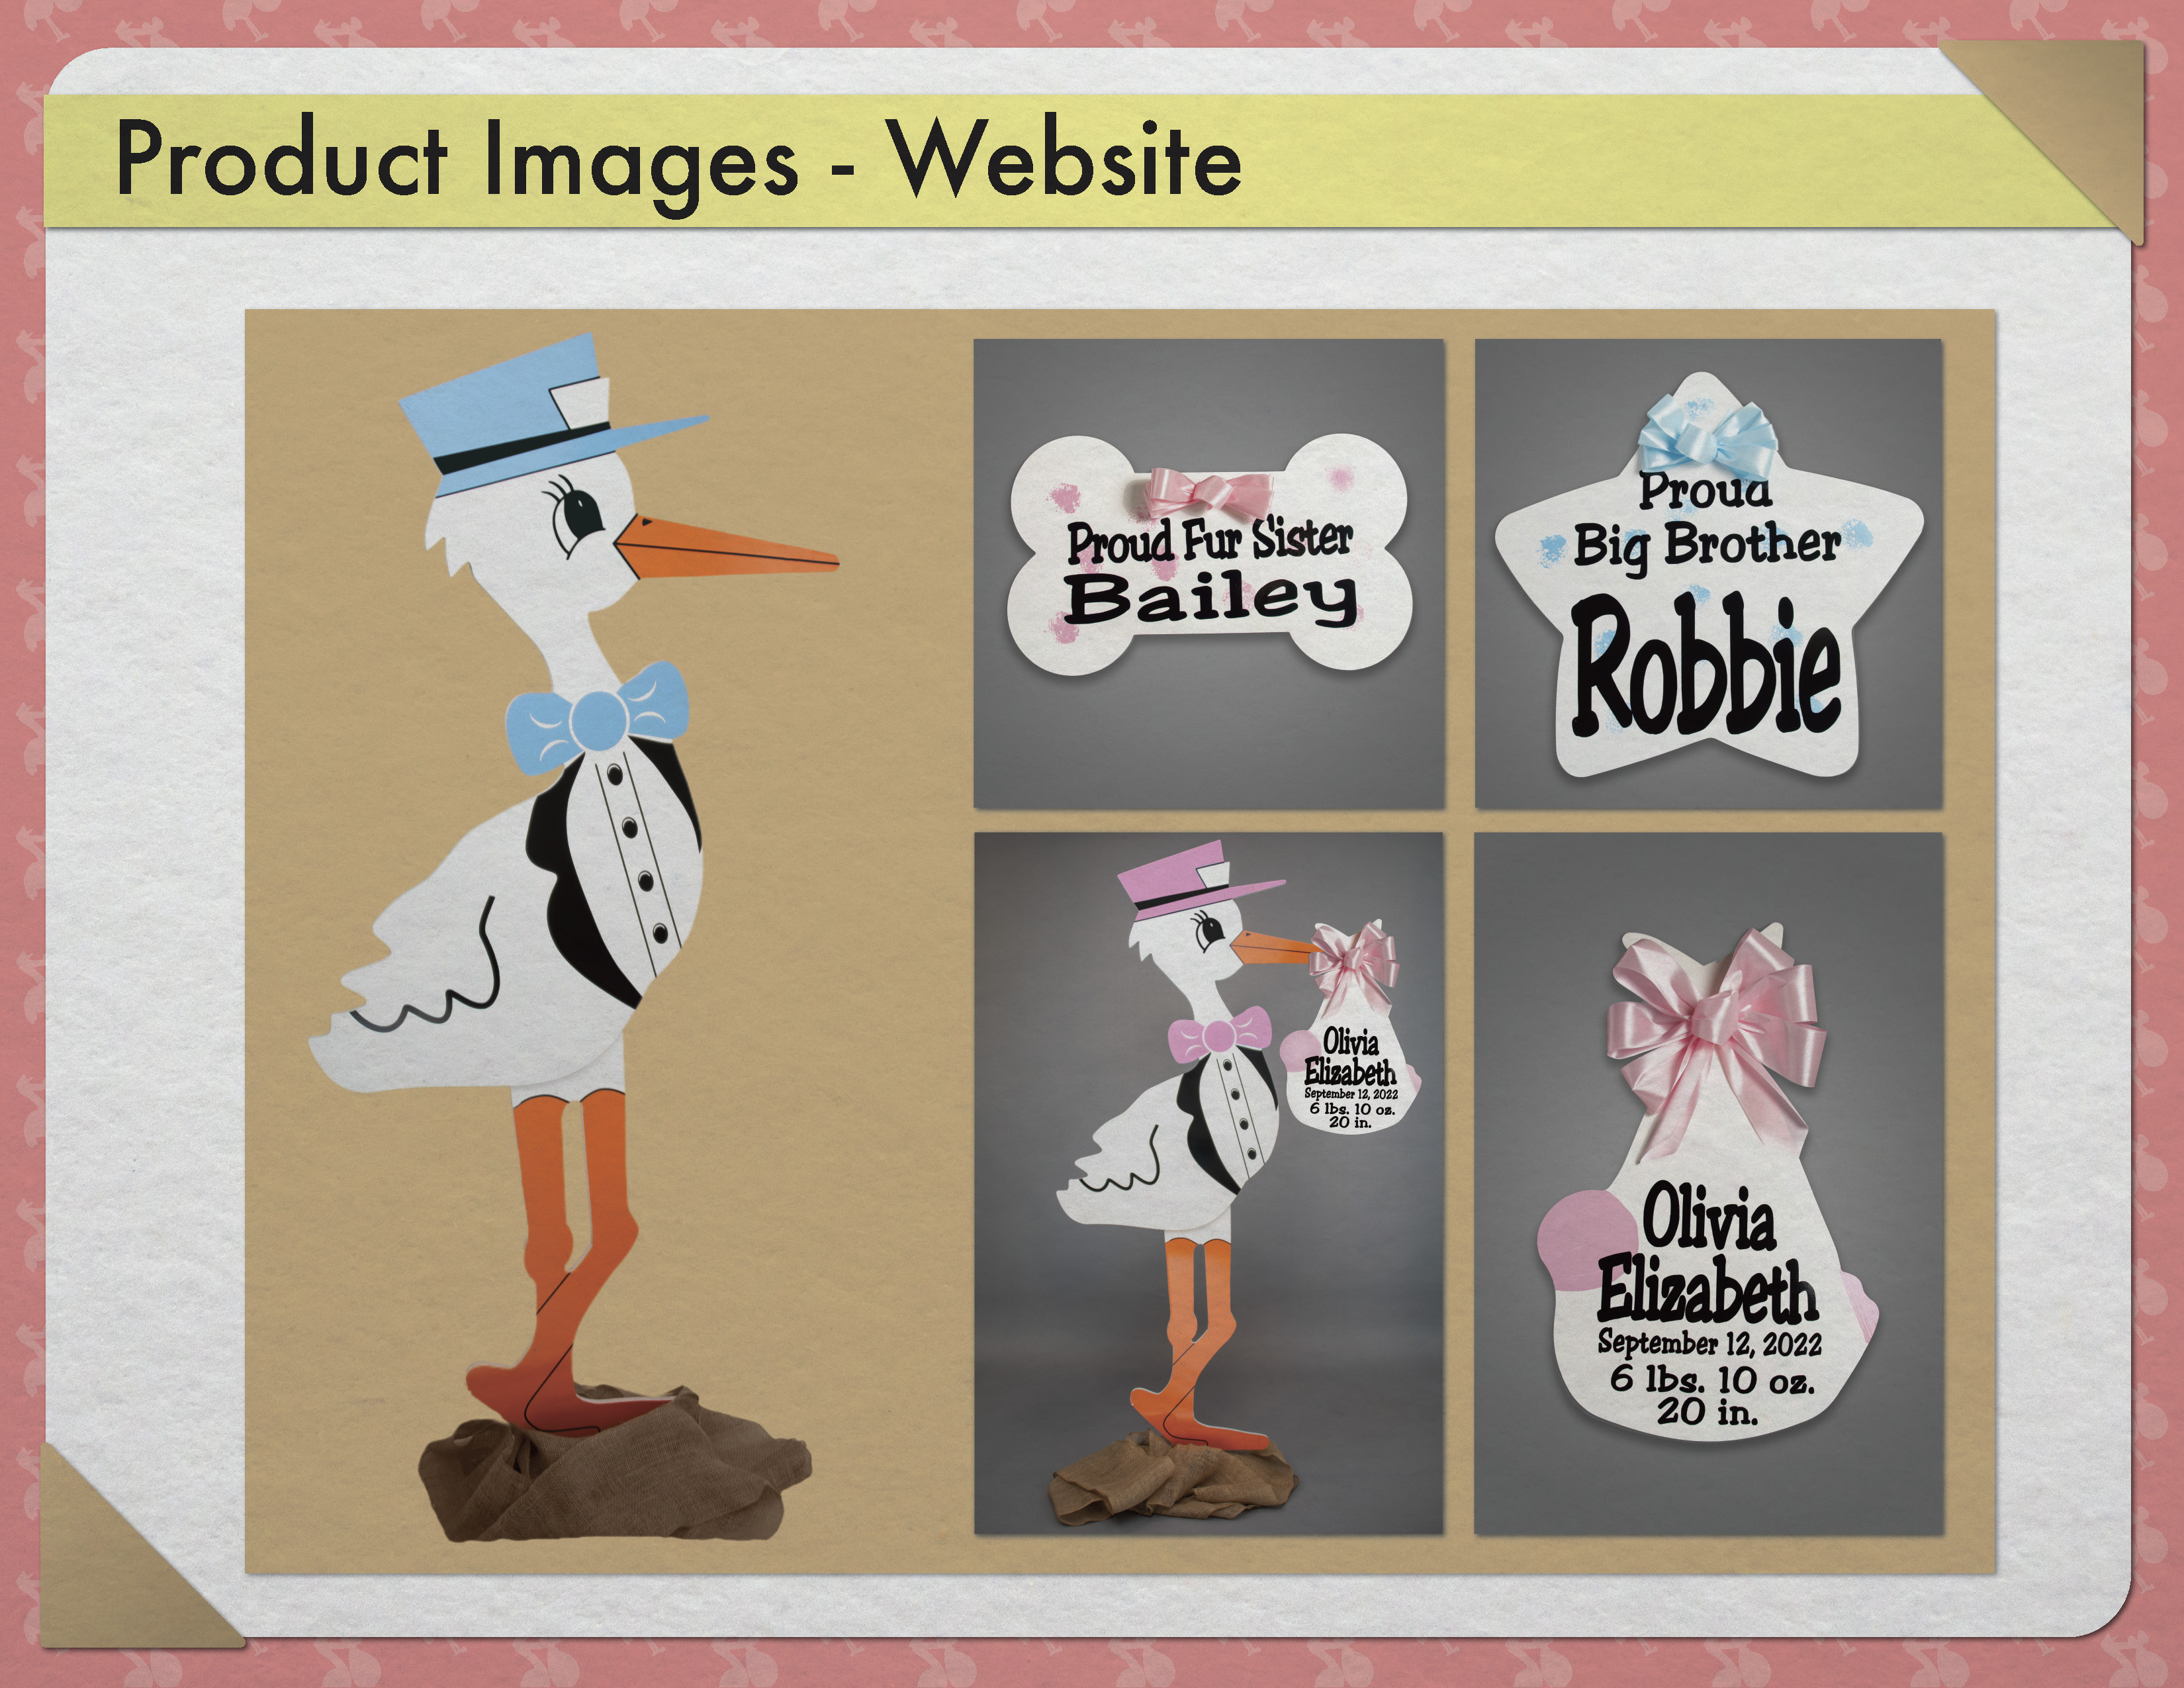 Product Images - Website
Proud Fur Sister
Bailey
Proud
Big Brother
Robbie
Olivia
Elizabeth
September 12, 2022
6 lbs. 10 oz.
20 in.
Olivia
Elizabeth
September 12, 2022
6 lbs. 10 oz.
20 in.